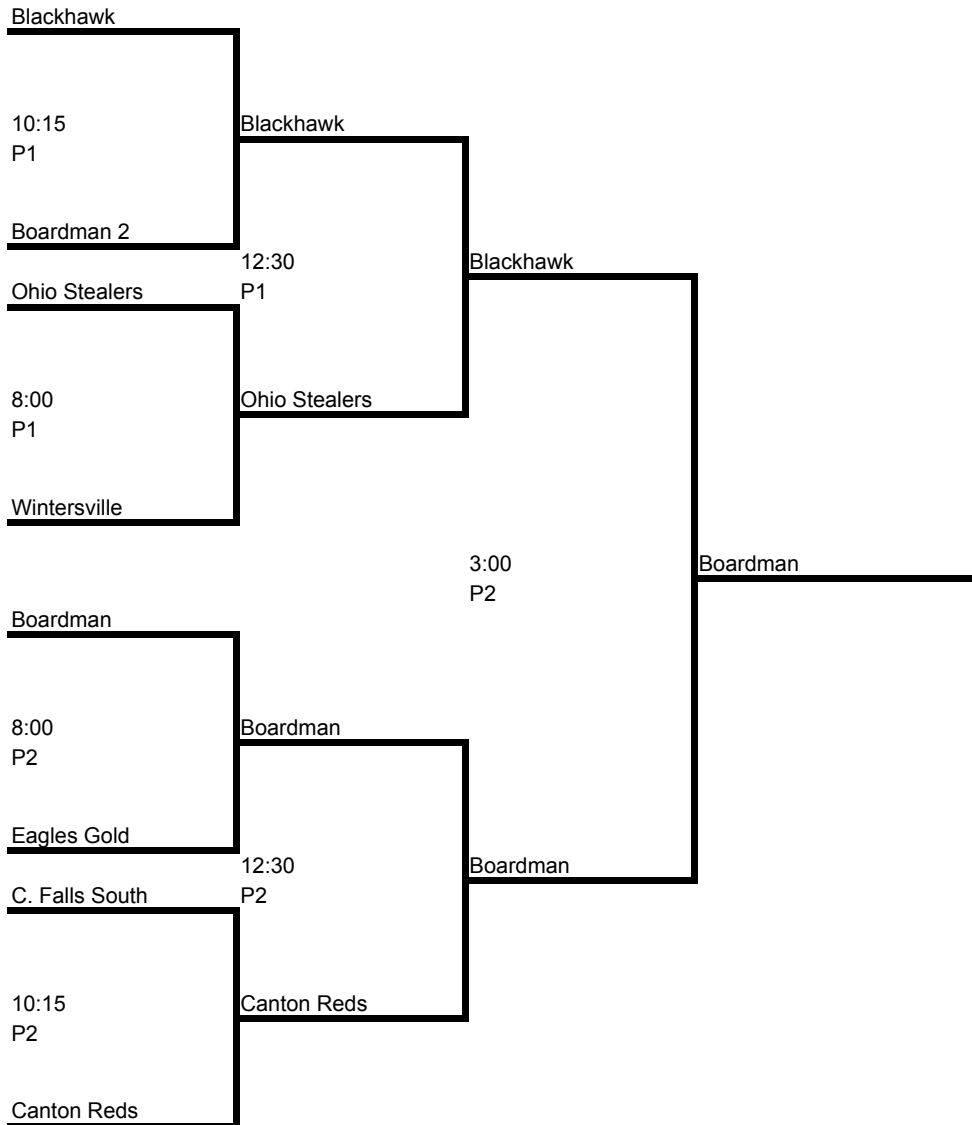 Blackhawk
10:15
P1
Blackhawk
Boardman 2
12:30
P1
Blackhawk
Ohio Stealers
8:00
P1
Ohio Stealers
Wintersville
3:00
P2
Boardman
Boardman
8:00
P2
Boardman
Eagles Gold
12:30
P2
Boardman
C. Falls South
10:15
P2
Canton Reds
Canton Reds